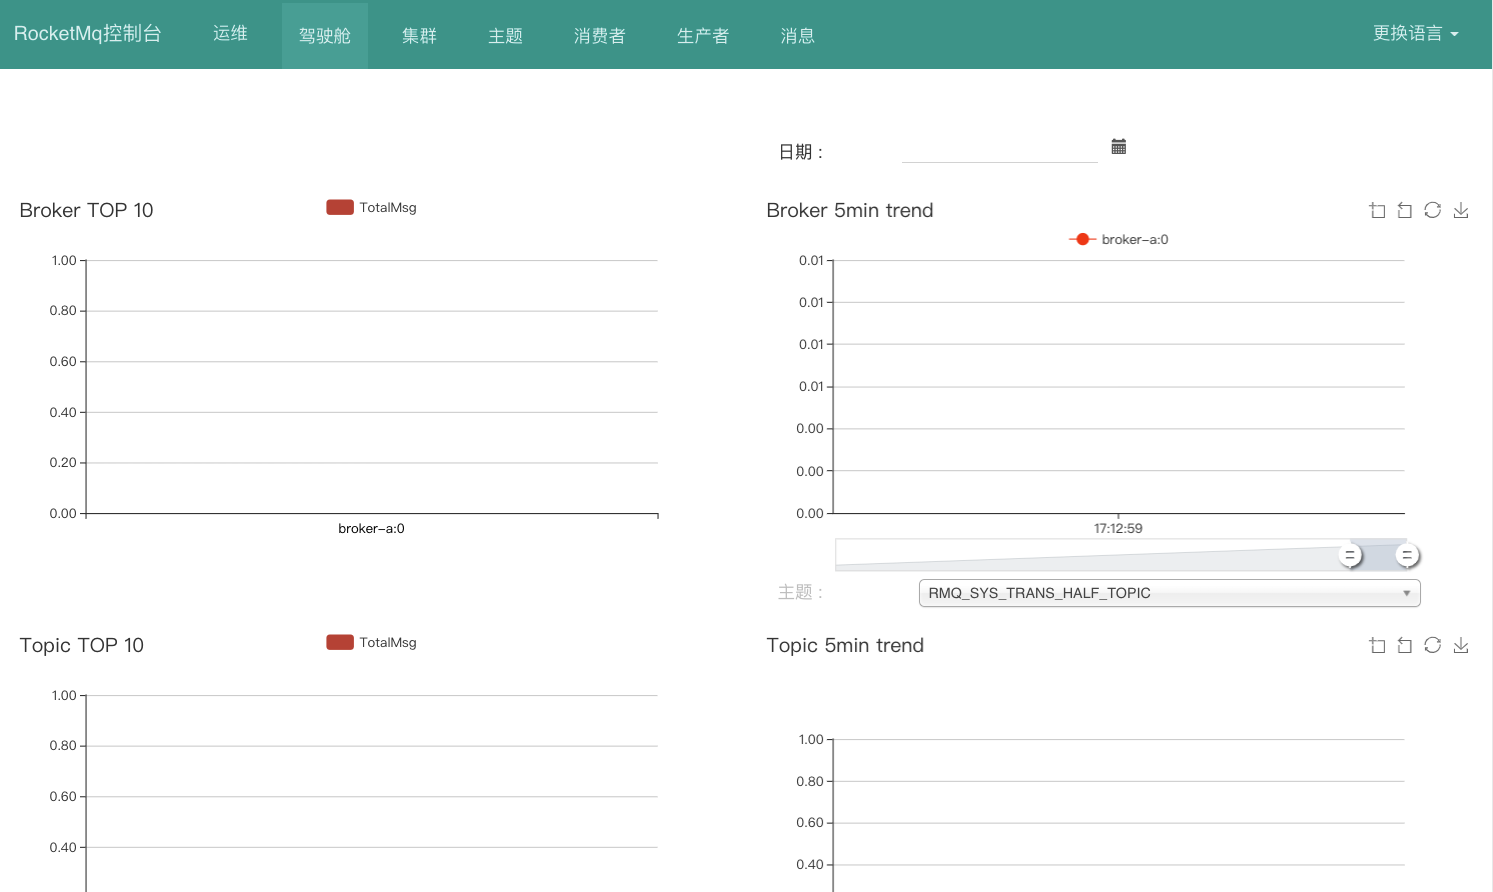 RocketMq控制台 运维 驾驶舱 集群 主题 消费者 生产者 消息 更换语言
日期：
Broker TOP 10 TotalMsg
1.00
0.80
0.60
0.40
0.20
0.00
broker-a:0
Broker 5min trend
broker-a:0
0.01
0.01
0.01
0.01
0.00
0.00
0.00
17:12:59
主题： RMQ_SYS_TRANS_HALF_TOPIC
Topic TOP 10 TotalMsg
1.00
0.80
0.60
0.40
Topic 5min trend
1.00
0.80
0.60
0.40